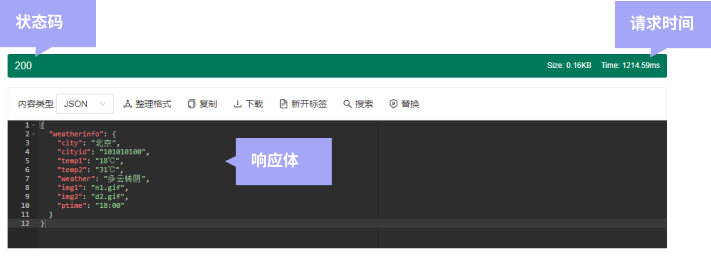 状态码
请求时间
200
Size: 0.16KB Time: 1214.59ms
内容类型 JSON 整理格式 复制 下载 新开标签 搜索 替换
1 {
2 "weatherinfo": {
3 "city": "北京",
4 "cityid": "101010100",
5 "temp1": "18℃",
6 "temp2": "31℃",
7 "weather": "多云转阴",
8 "img1": "n1.gif",
9 "img2": "d2.gif",
10 "ptime": "18:00"
11 }
12 }
响应体